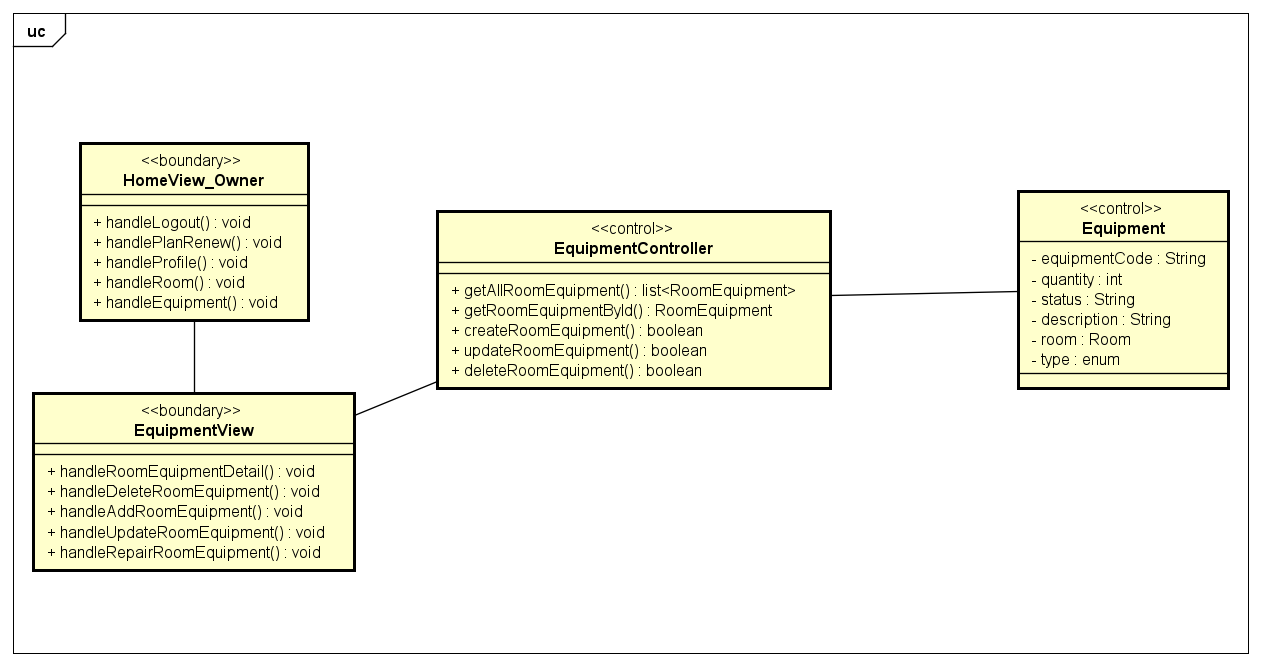 uc
<<boundary>>
HomeView_Owner
+ handleLogout() : void
+ handlePlanRenew() : void
+ handleProfile() : void
+ handleRoom() : void
+ handleEquipment() : void
<<boundary>>
EquipmentView
+ handleRoomEquipmentDetail() : void
+ handleDeleteRoomEquipment() : void
+ handleAddRoomEquipment() : void
+ handleUpdateRoomEquipment() : void
+ handleRepairRoomEquipment() : void
<<control>>
EquipmentController
+ getAllRoomEquipment() : list<RoomEquipment>
+ getRoomEquipmentById() : RoomEquipment
+ createRoomEquipment() : boolean
+ updateRoomEquipment() : boolean
+ deleteRoomEquipment() : boolean
<<control>>
Equipment
- equipmentCode : String
- quantity : int
- status : String
- description : String
- room : Room
- type : enum